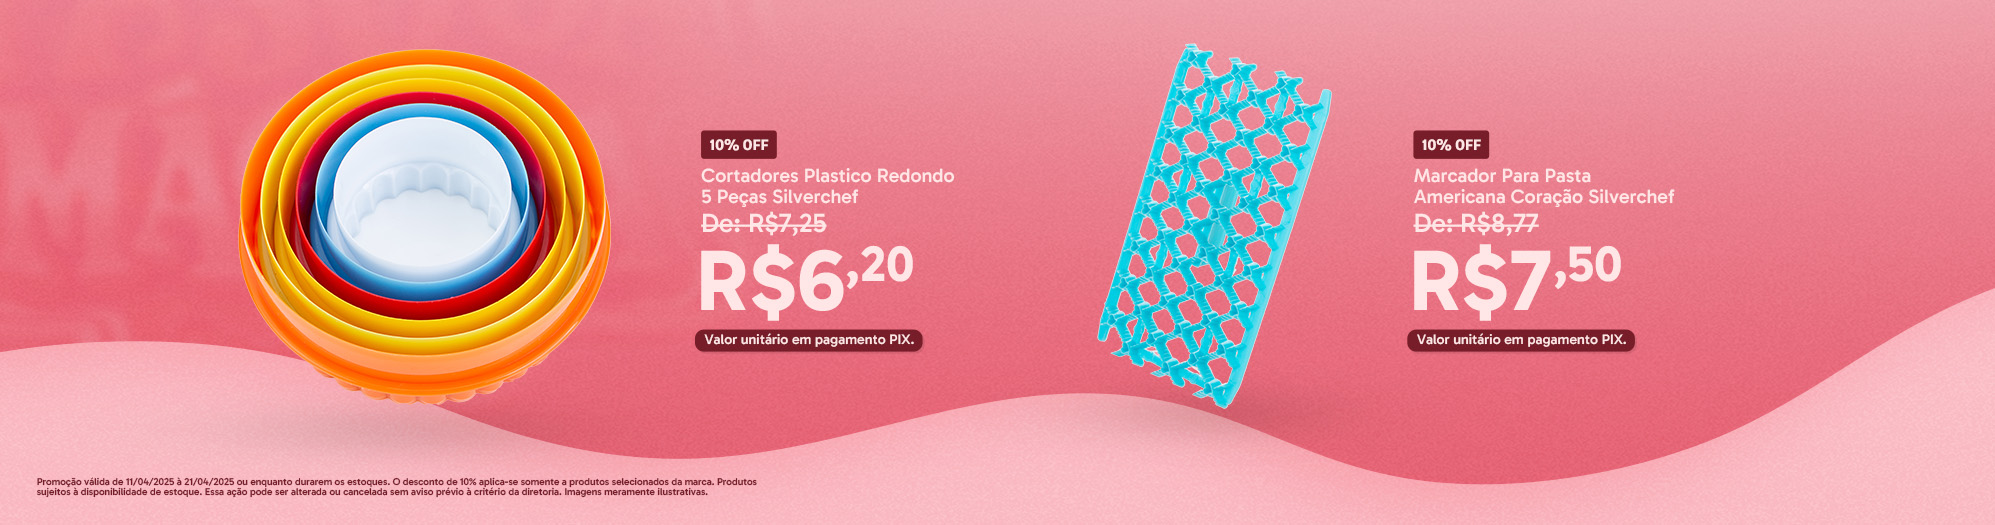 10% OFF
Cortadores Plastico Redondo
5 Peças Silverchef
De: R$7,25
R$6,20
Valor unitário em pagamento PIX.
10% OFF
Marcador Para Pasta
Americana Coração Silverchef
De: R$8,77
R$7,50
Valor unitário em pagamento PIX.
Promoção válida de 11/04/2025 à 21/04/2025 ou enquanto durarem os estoques. O desconto de 10% aplica-se somente a produtos selecionados da marca. Produtos
sujeitos à disponibilidade de estoque. Essa ação pode ser alterada ou cancelada sem aviso prévio à critério da diretoria. Imagens meramente ilustrativas.